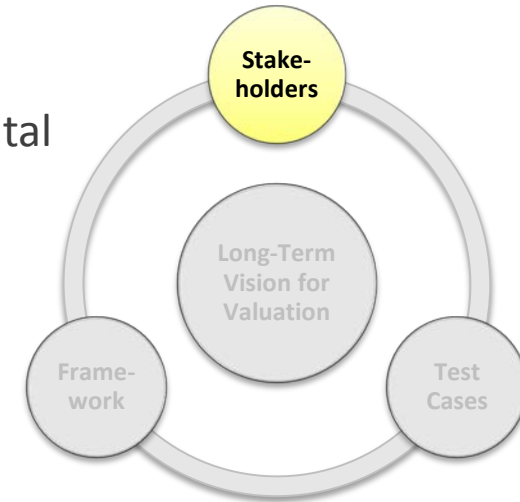 Stake-
holders
tal
Long-Term
Vision for
Valuation
Frame-
work
Test
Cases